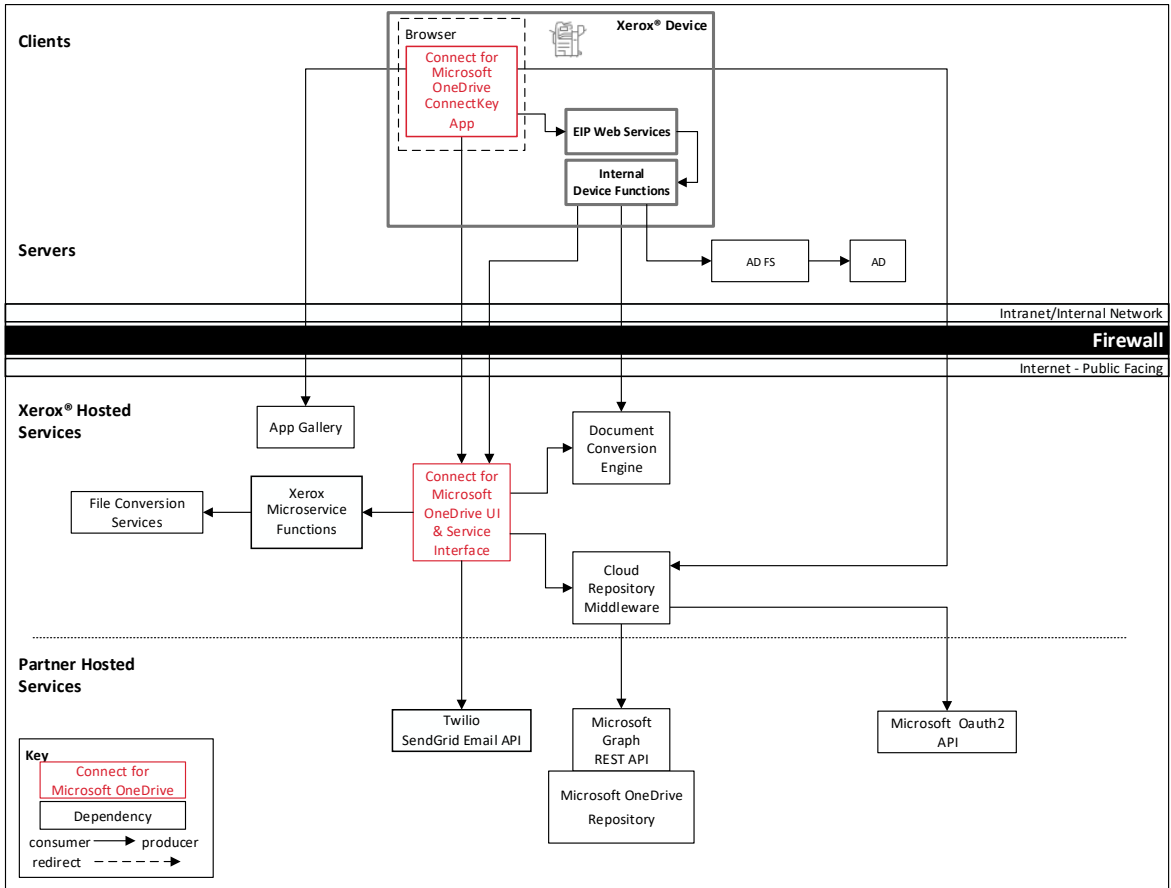 Clients
Xerox® Device
Browser
Connect for
Microsoft
OneDrive
ConnectKey
App
EIP Web Services
Internal
Device Functions
Servers
AD FS
AD
Intranet/Internal Network
Firewall
Internet - Public Facing
Xerox® Hosted
Services
App Gallery
Document
Conversion
Engine
File Conversion
Services
Xerox
Microservice
Functions
Connect for
Microsoft
OneDrive UI
& Service
Interface
Cloud
Repository
Middleware
Partner Hosted
Services
Twilio
SendGrid Email API
Microsoft
Graph
REST API
Microsoft OneDrive
Repository
Microsoft Oauth2
API
Key
Connect for
Microsoft OneDrive
Dependency
consumer producer
redirect